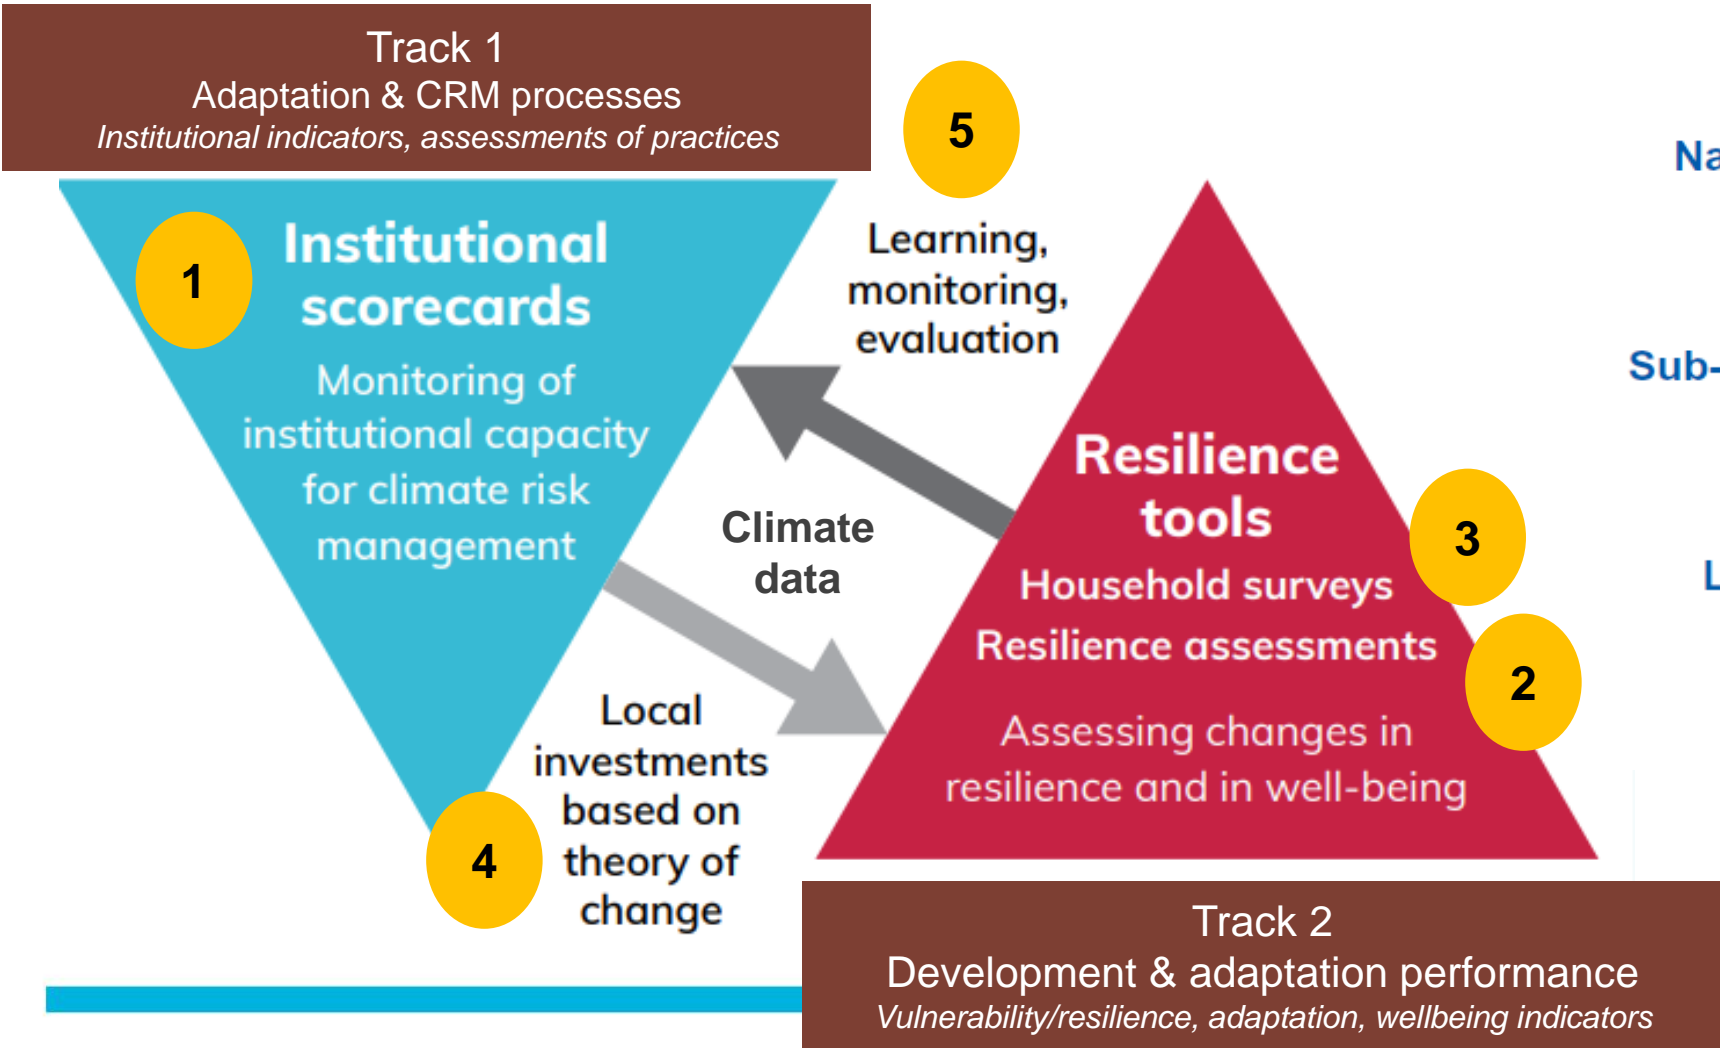 Track 1
Adaptation & CRM processes
Institutional indicators, assessments of practices
5
Na
1
Institutional
scorecards
Monitoring of
institutional capacity
for climate risk
management
Learning,
monitoring,
evaluation
Sub-
Climate
data
Resilience
tools
Household surveys
Resilience assessments
Assessing changes in
resilience and in well-being
3
L
2
Local
investments
based on
theory of
change
4
Track 2
Development & adaptation performance
Vulnerability/resilience, adaptation, wellbeing indicators